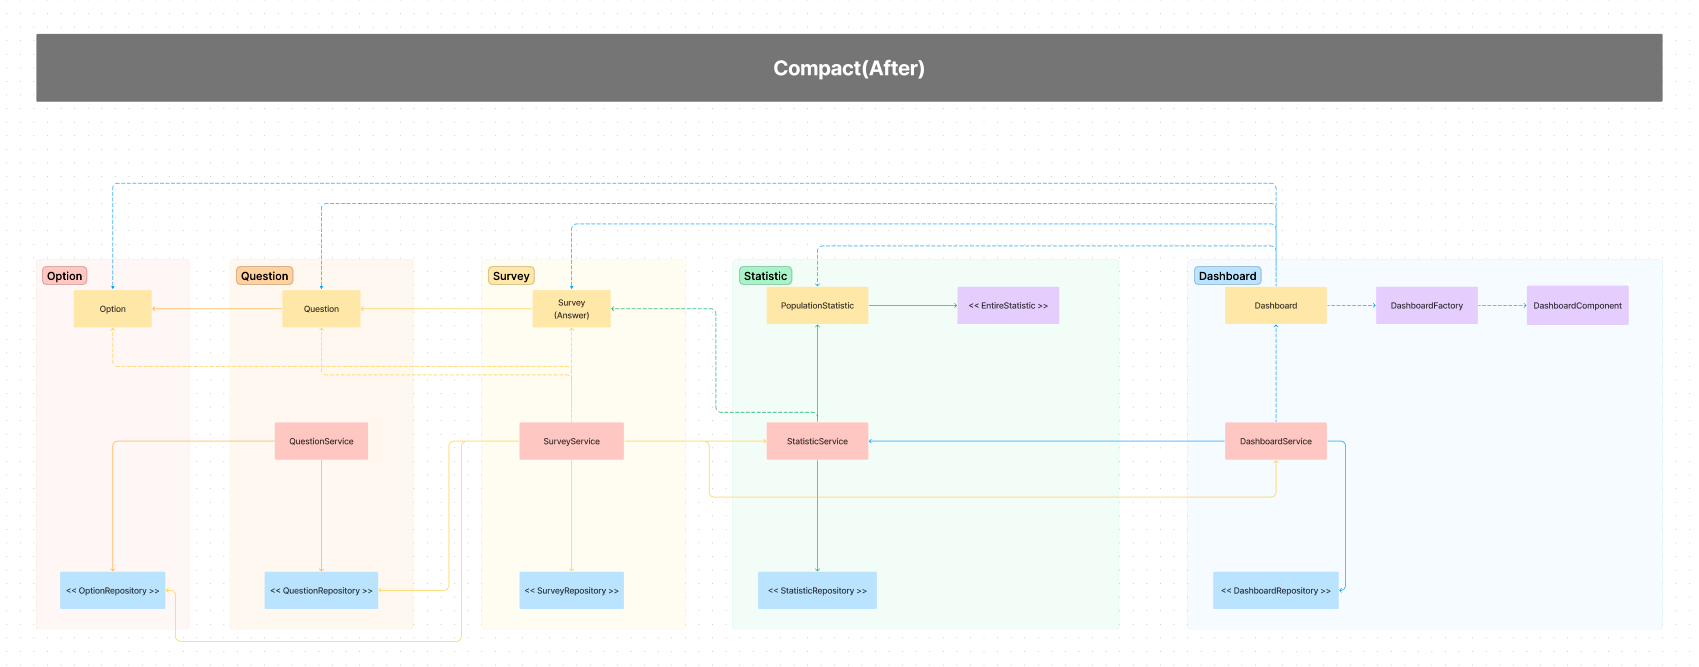 Compact(After)
Option
Question
Survey
Statistic
Dashboard
Option
Question
Survey
(Answer)
PopulationStatistic
<< EntireStatistic >>
Dashboard
DashboardFactory
DashboardComponent
QuestionService
SurveyService
StatisticService
DashboardService
<< OptionRepository >>
<< QuestionRepository >>
<< SurveyRepository >>
<< StatisticRepository >>
<< DashboardRepository >>